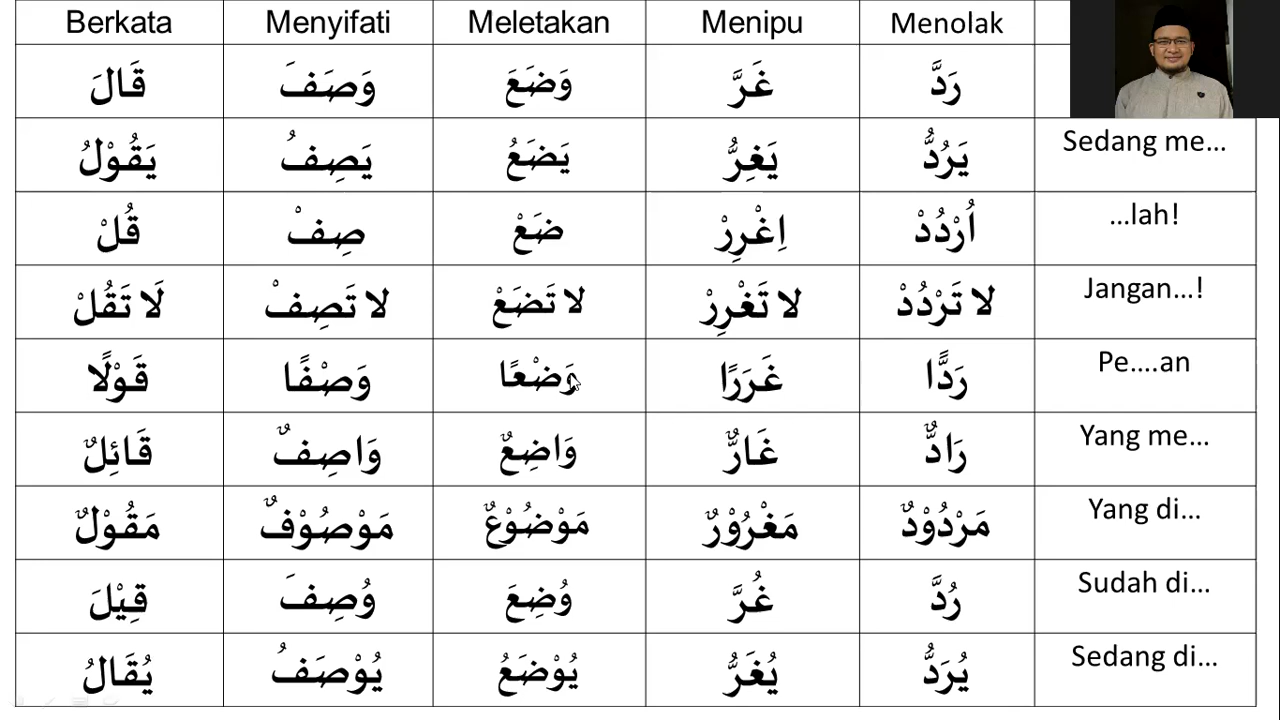 Berkata Menyifati Meletakan Menipu Menolak
قَالَ وَصَفَ وَضَعَ غَرَّ رَدَّ
يَقُوْلُ يَصِفُ يَضَعُ يَغِرُّ يَرُدُّ Sedang me...
قُلْ صِفْ ضَعْ اِغْرِرْ اُرْدُدْ ...lah!
لَا تَقُلْ لا تَصِفْ لا تَضَعْ لا تَغْرِرْ لا تَرْدُدْ Jangan...!
قَوْلًا وَصْفًا وَضْعًا غَرَرًا رَدًّا Pe....an
قَائِلٌ وَاصِفٌ وَاضِعٌ غَارٌّ رَادٌّ Yang me...
مَقُوْلٌ مَوْصُوْفٌ مَوْضُوْعٌ مَغْرُوْرٌ مَرْدُوْدٌ Yang di...
قِيْلَ وُصِفَ وُضِعَ غُرَّ رُدَّ Sudah di...
يُقَالُ يُوْصَفُ يُوْضَعُ يُغَرُّ يُرَدُّ Sedang di...